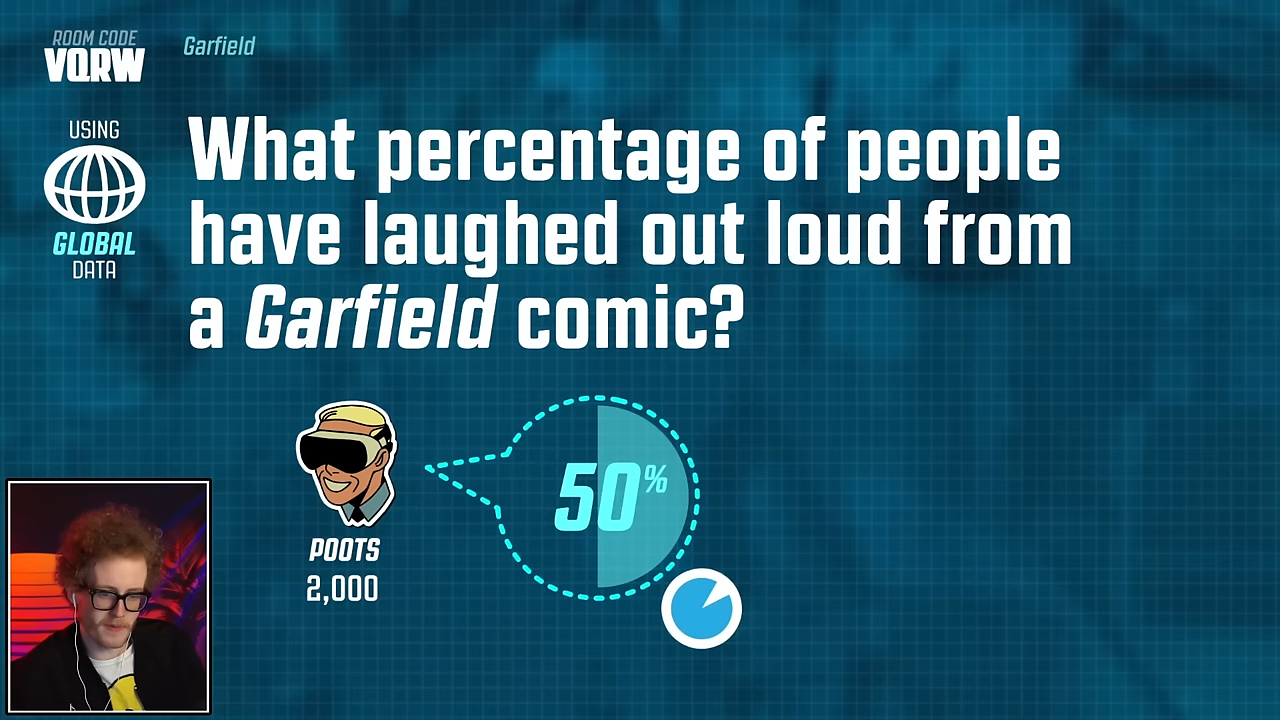 ROOM CODE
VQRW
Garfield
USING
GLOBAL
DATA
What percentage of people
have laughed out loud from
a Garfield comic?
50%
POOTS
2,000